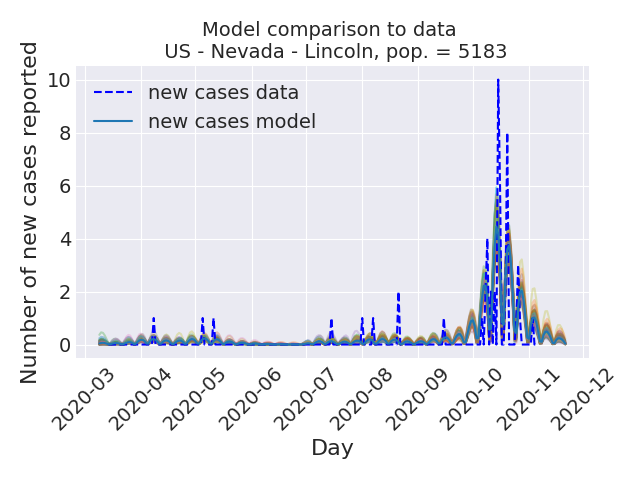 Model comparison to data
US - Nevada - Lincoln, pop. = 5183
Number of new cases reported
10
8
6
4
2
0
new cases data
new cases model
2020-03
2020-04
2020-05
2020-06
2020-07
2020-08
2020-09
2020-10
2020-11
2020-12
Day